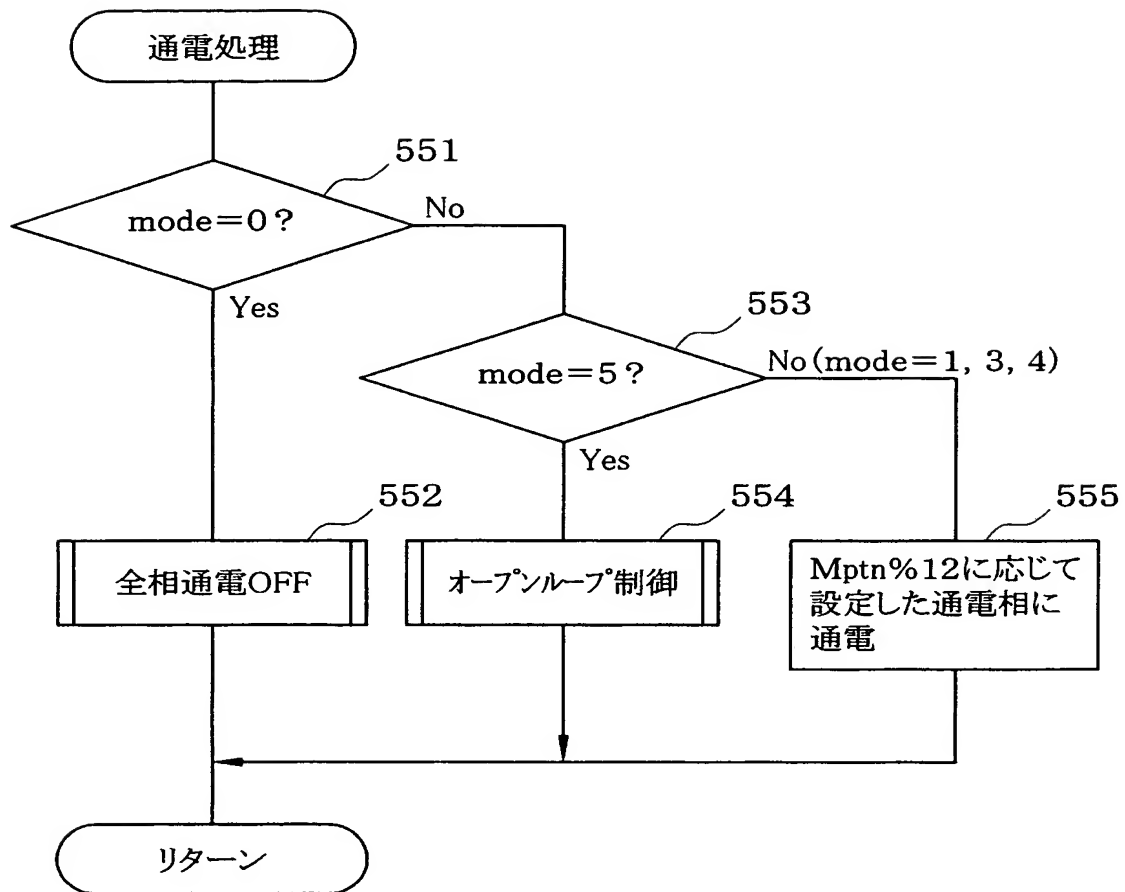 通電処理
551
mode=0?
No
Yes
553
mode=5?
No(mode=1, 3, 4)
Yes
552
全相通電OFF
554
オープンループ制御
555
Mptn%12に応じて
設定した通電相に
通電
リターン